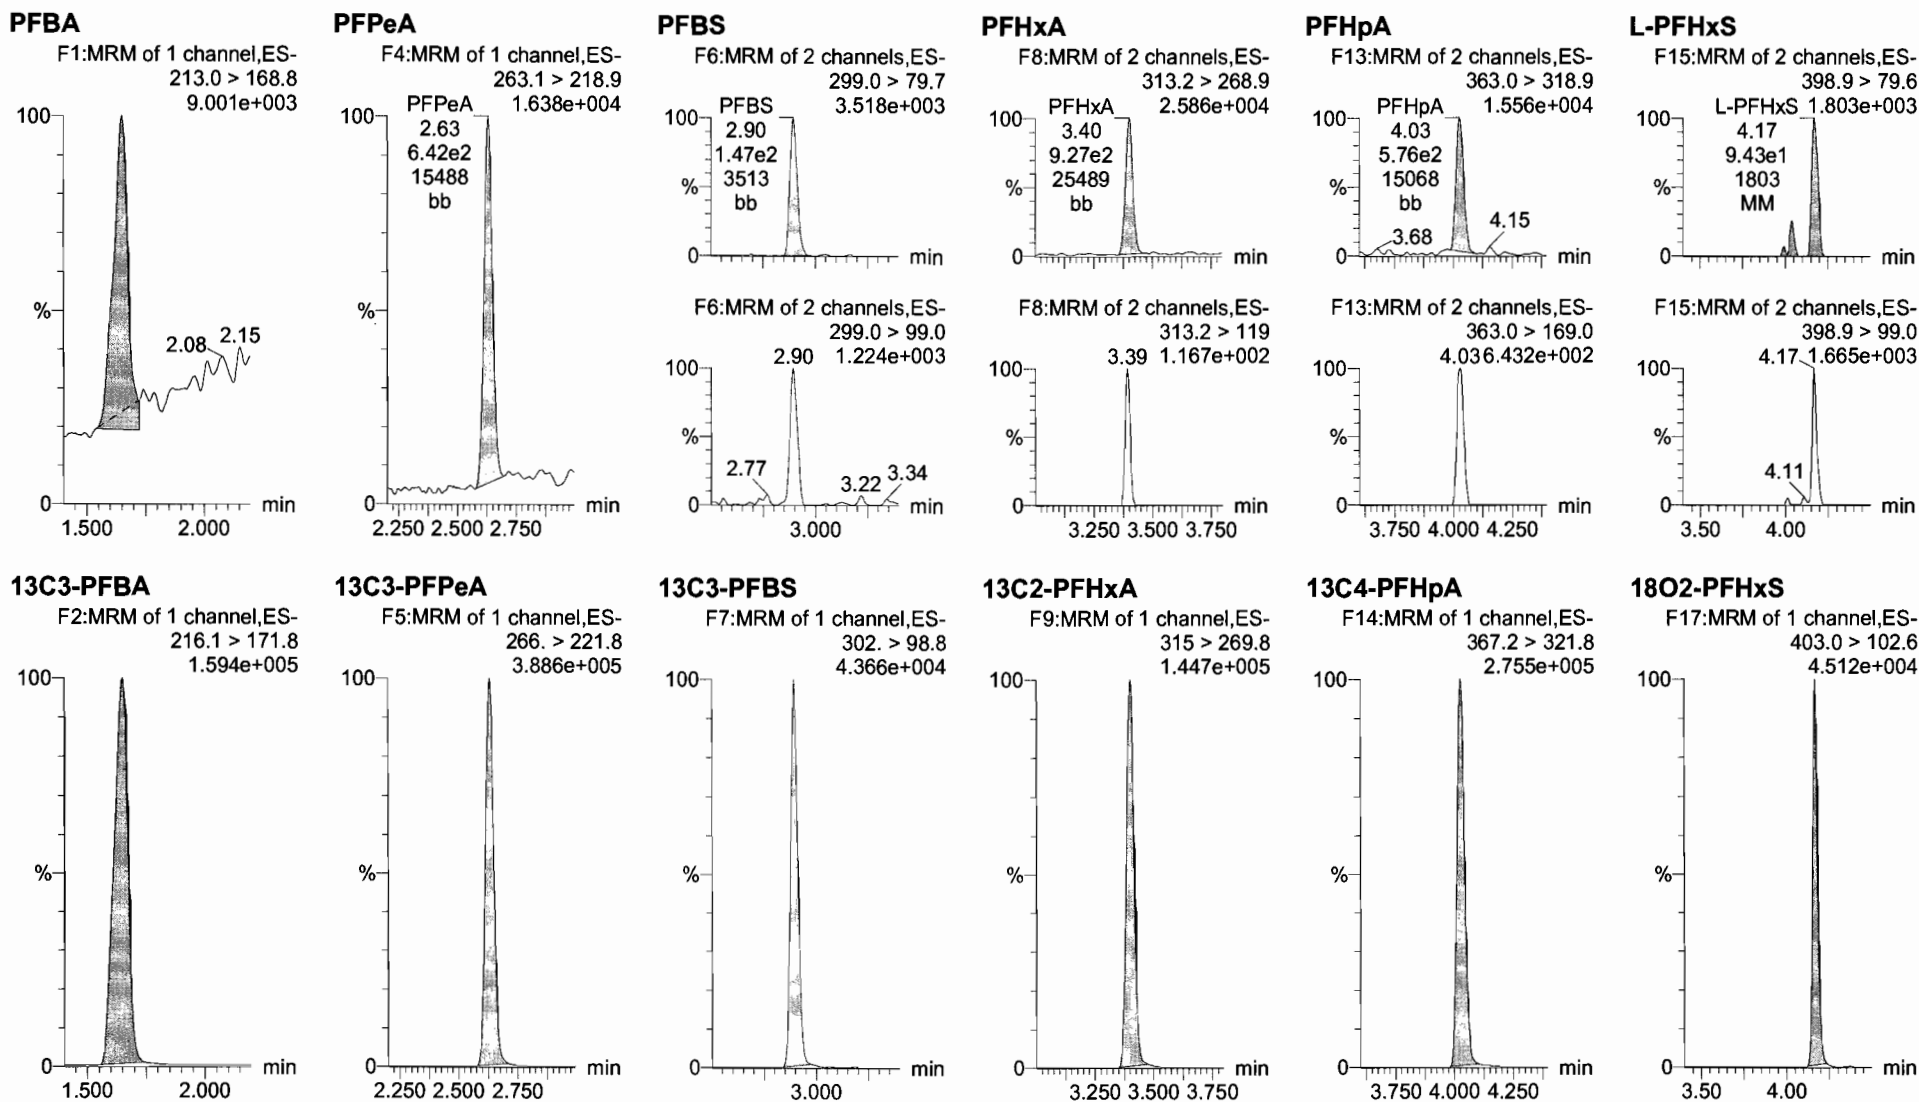 PFBA
F1:MRM of 1 channel,ES-
213.0 > 168.8
9.001e+003
100
%
0
2.08
2.15
min
1.500 2.000
PFPeA
F4:MRM of 1 channel,ES-
263.1 > 218.9
1.638e+004
100
PFPeA
2.63
6.42e2
15488
bb
%
0
min
2.250 2.500 2.750
PFBS
F6:MRM of 2 channels,ES-
299.0 > 79.7
3.518e+003
100
PFBS
2.90
1.47e2
3513
bb
%
0
min
F6:MRM of 2 channels,ES-
299.0 > 99.0
2.90 1.224e+003
100
%
2.77
3.22
3.34
0
min
3.000
PFHxA
F8:MRM of 2 channels,ES-
313.2 > 268.9
2.586e+004
100
PFHxA
3.40
9.27e2
25489
bb
%
0
min
F8:MRM of 2 channels,ES-
313.2 > 119
3.39 1.167e+002
100
%
0
min
3.250 3.500 3.750
PFHpA
F13:MRM of 2 channels,ES-
363.0 > 318.9
1.556e+004
100
PFHpA
4.03
5.76e2
15068
bb
%
3.68
4.15
0
min
F13:MRM of 2 channels,ES-
363.0 > 169.0
4.03 6.432e+002
100
%
0
min
3.750 4.000 4.250
L-PFHxS
F15:MRM of 2 channels,ES-
398.9 > 79.6
L-PFHxS 1.803e+003
100
4.17
9.43e1
1803
MM
%
0
min
F15:MRM of 2 channels,ES-
398.9 > 99.0
4.17 1.665e+003
100
%
4.11
0
min
3.50 4.00
13C3-PFBA
F2:MRM of 1 channel,ES-
216.1 > 171.8
1.594e+005
100
%
0
min
1.500 2.000
13C3-PFPeA
F5:MRM of 1 channel,ES-
266. > 221.8
3.886e+005
100
%
0
min
2.250 2.500 2.750
13C3-PFBS
F7:MRM of 1 channel,ES-
302. > 98.8
4.366e+004
100
%
0
min
3.000
13C2-PFHxA
F9:MRM of 1 channel,ES-
315 > 269.8
1.447e+005
100
%
0
min
3.250 3.500 3.750
13C4-PFHpA
F14:MRM of 1 channel,ES-
367.2 > 321.8
2.755e+005
100
%
0
min
3.750 4.000 4.250
18O2-PFHxS
F17:MRM of 1 channel,ES-
403.0 > 102.6
4.512e+004
100
%
0
min
3.50 4.00